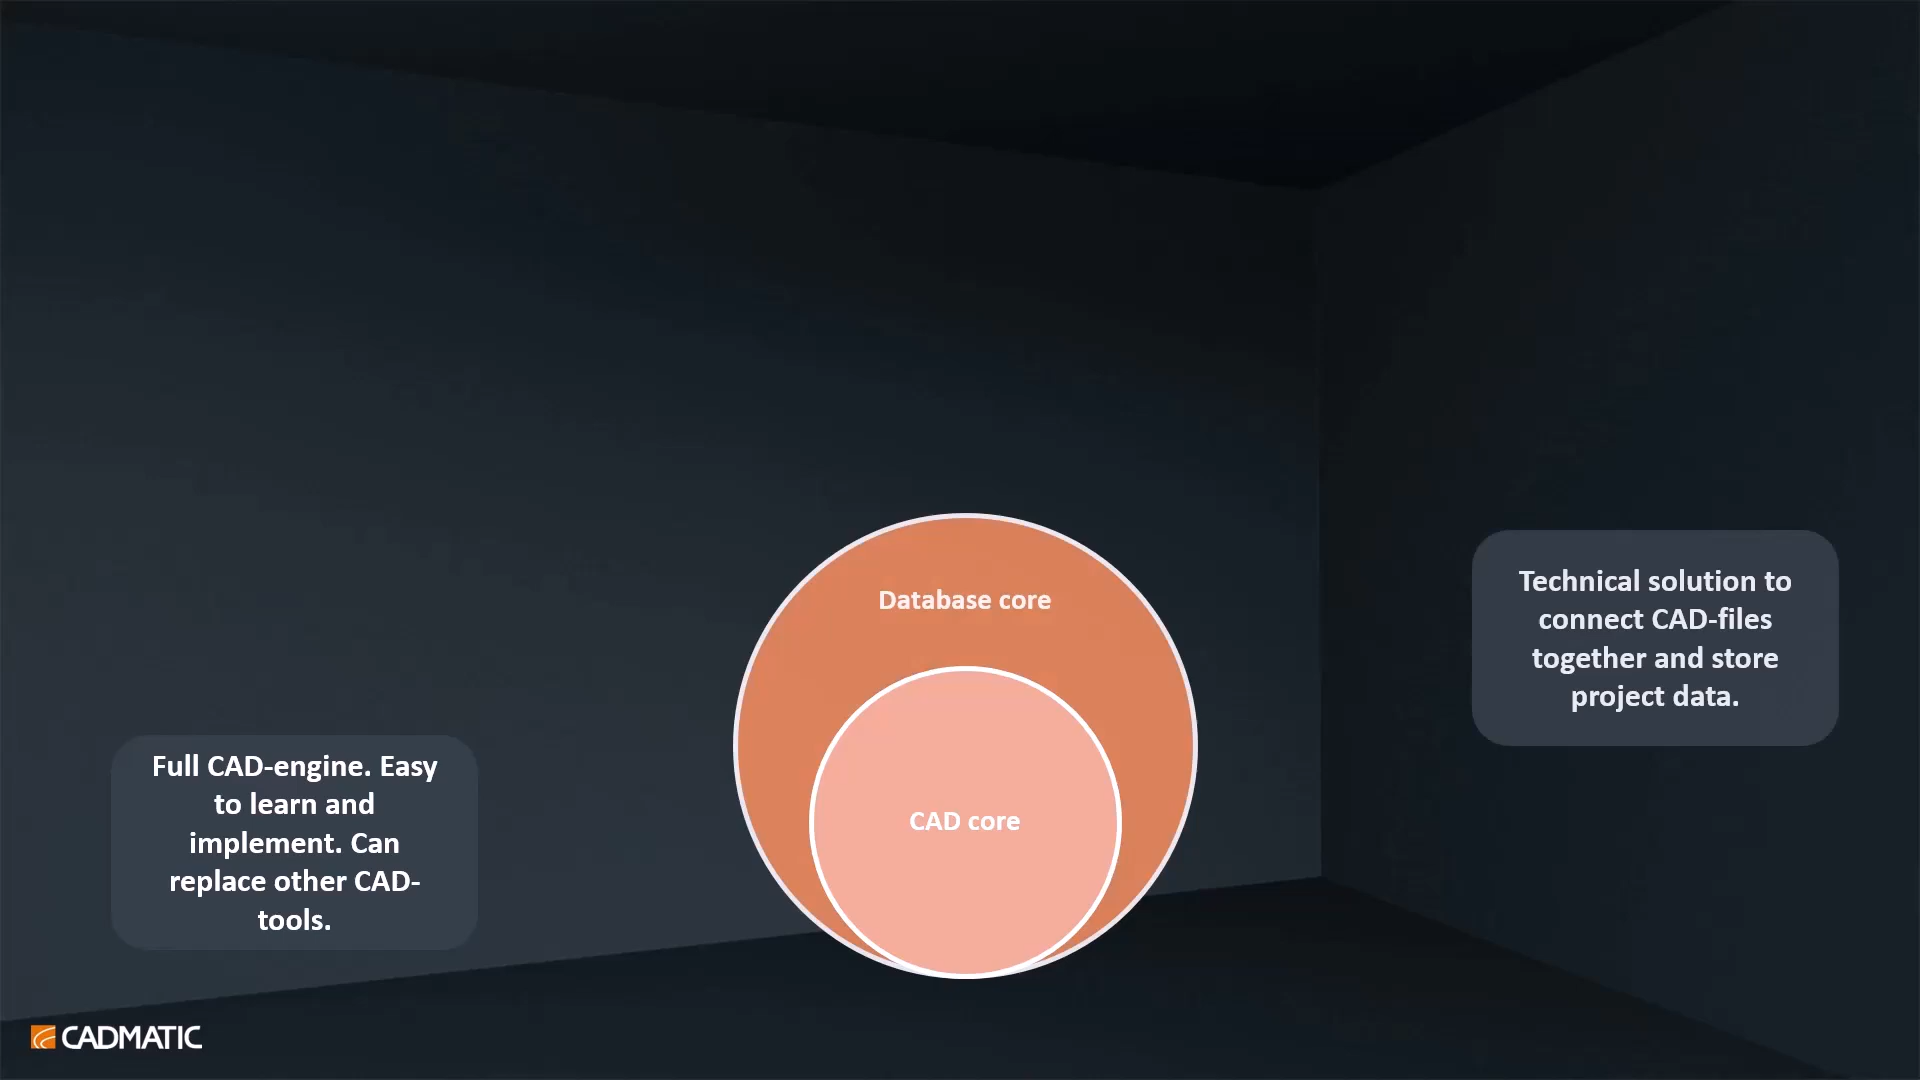 Database core
Technical solution to
connect CAD-files
together and store
project data.
Full CAD-engine. Easy
to learn and
implement. Can
replace other CAD-
tools.
CAD core
CADMATIC